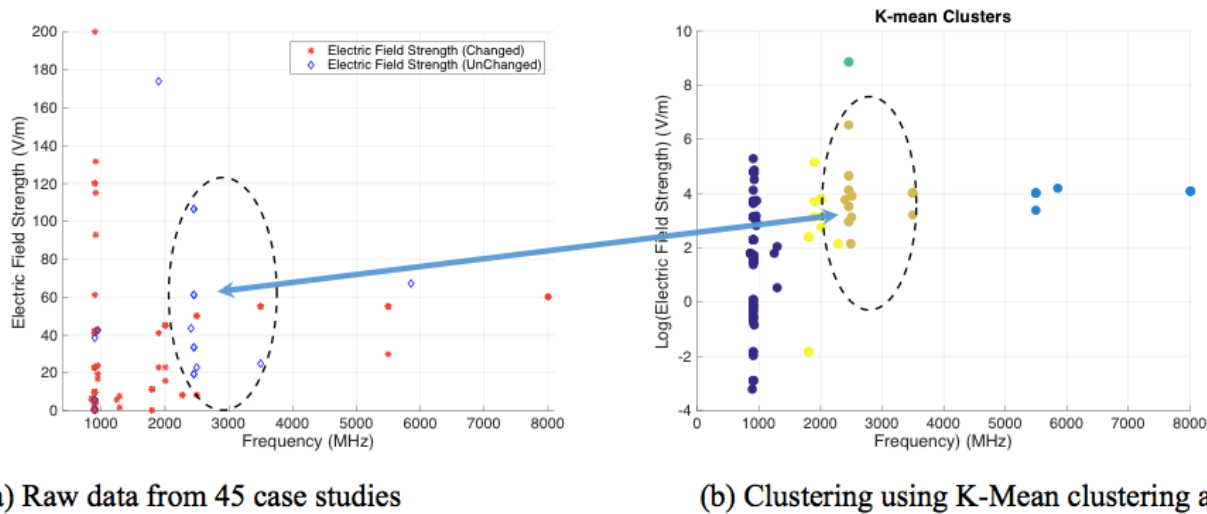 K-mean Clusters
Electric Field Strength (Changed)
Electric Field Strength (UnChanged)
Electric Field Strength (V/m)
200
180
160
140
120
100
80
60
40
20
0
1000 2000 3000 4000 5000 6000 7000 8000
Frequency (MHz)
Log(Electric Field Strength) (V/m)
10
8
6
4
2
0
-2
-4
0 1000 2000 3000 4000 5000 6000 7000 8000
Frequency) (MHz)
) Raw data from 45 case studies
(b) Clustering using K-Mean clustering a